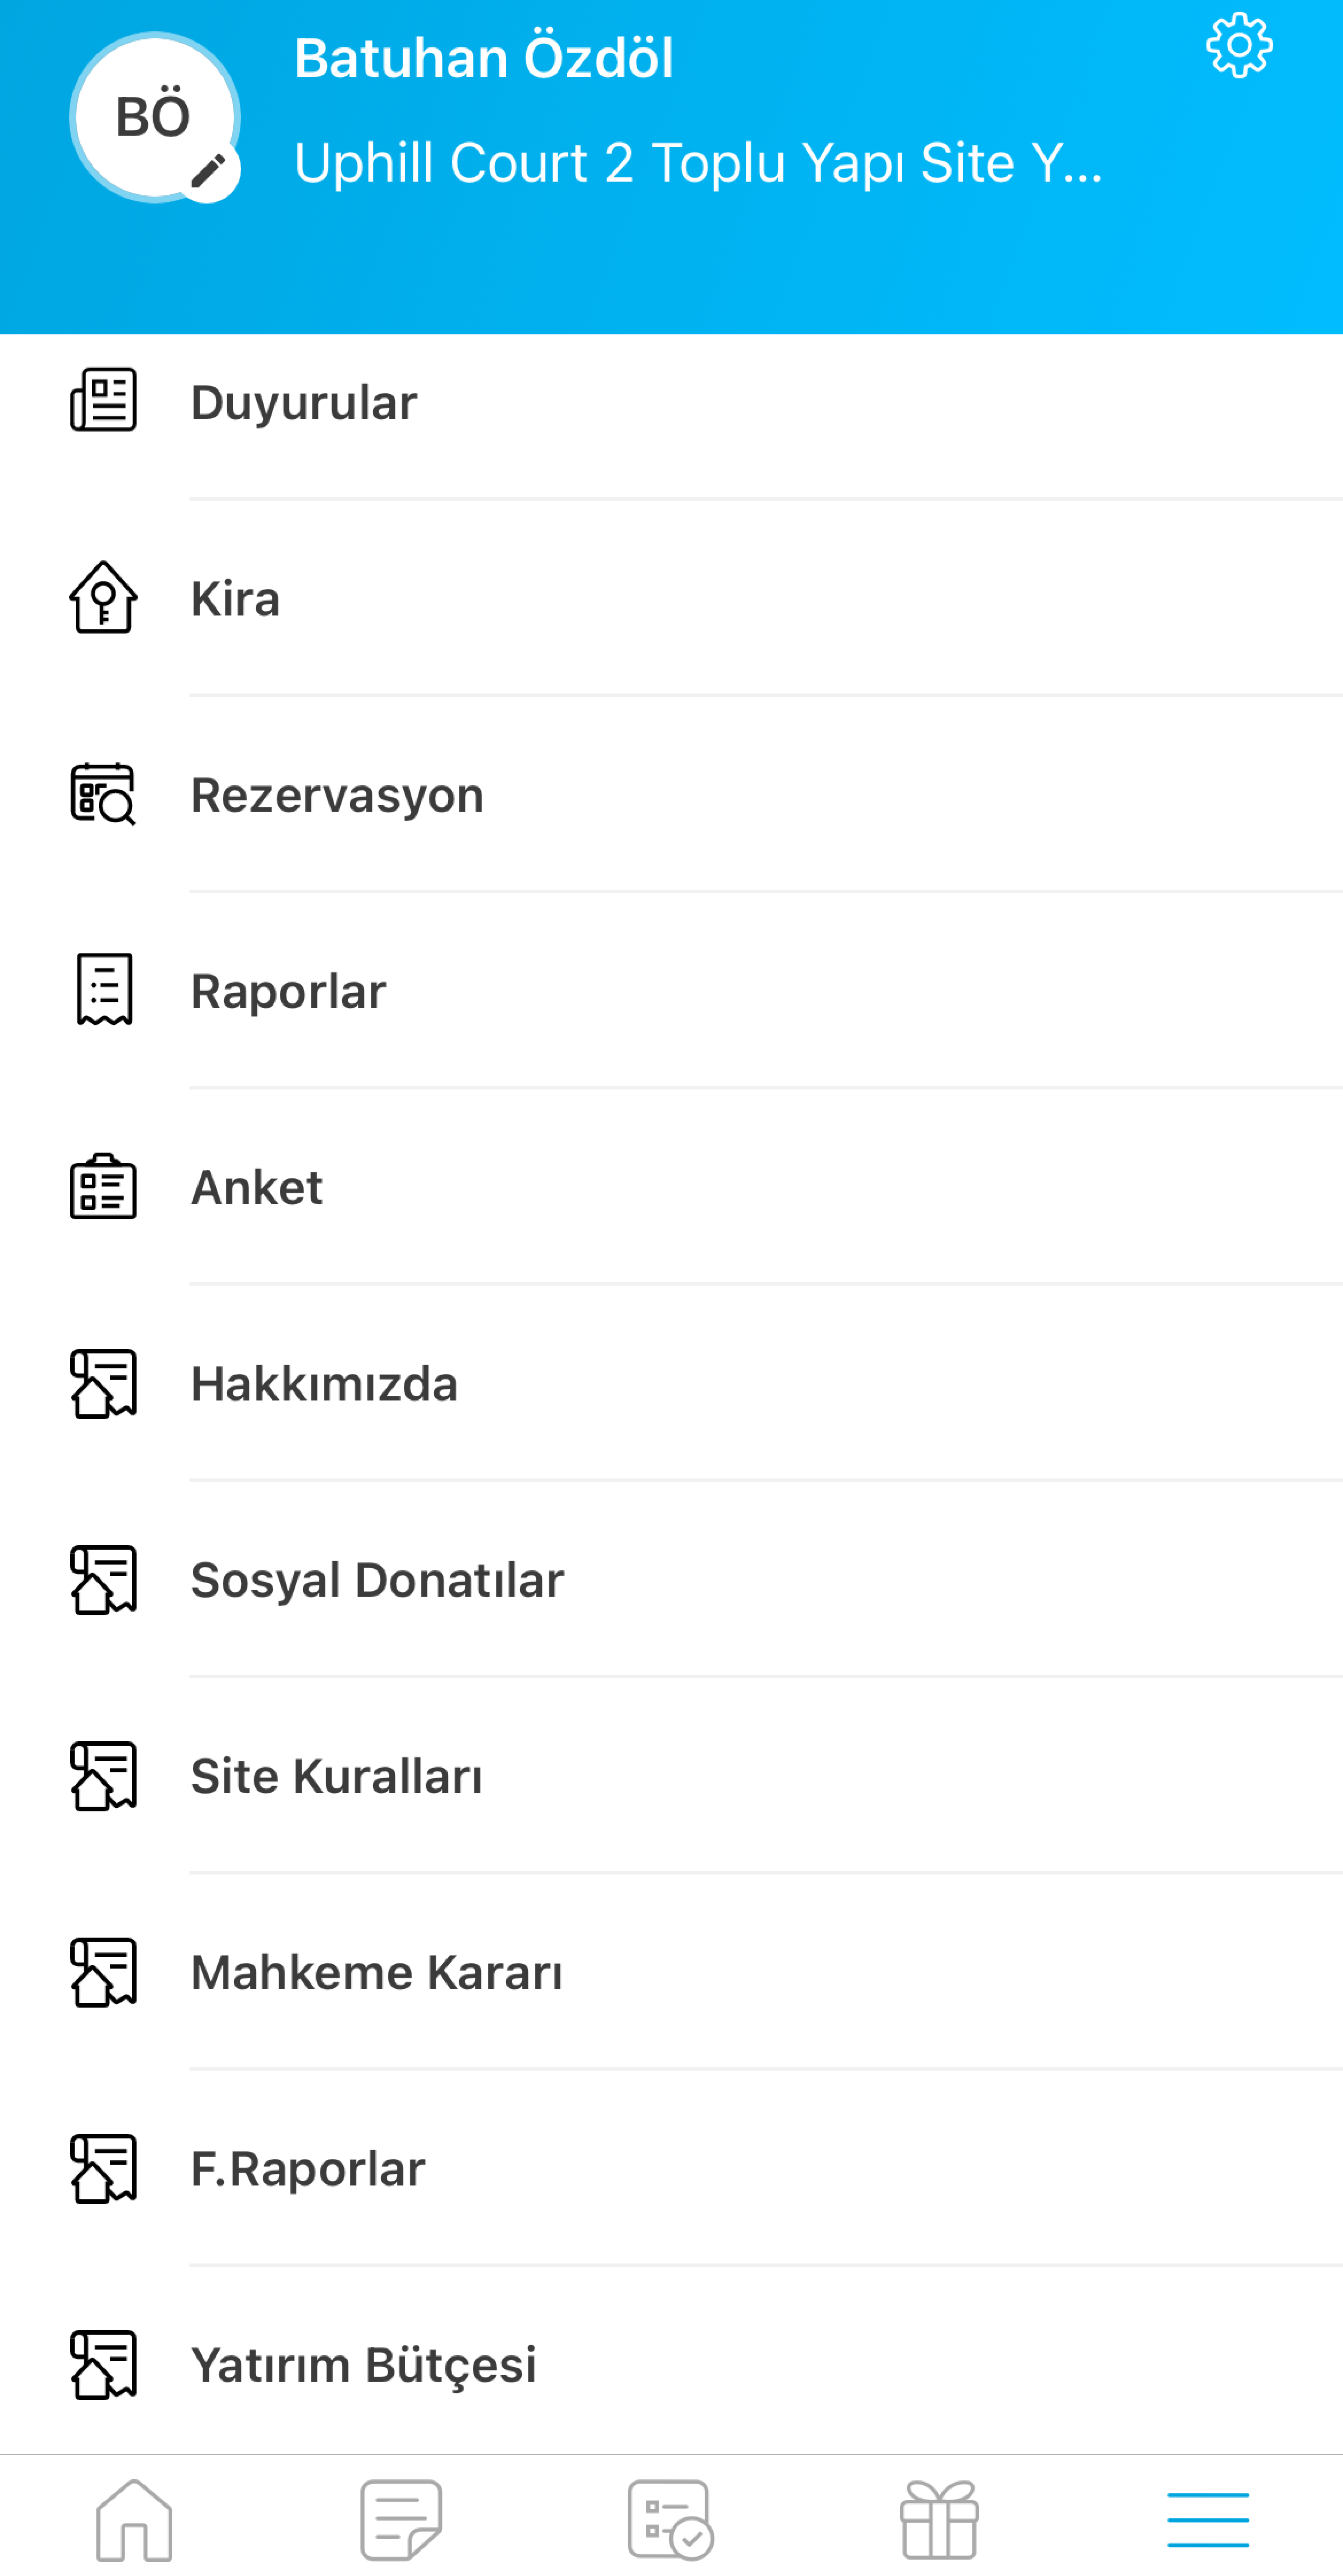 Batuhan Özdöl
BÖ
Uphill Court 2 Toplu Yapı Site Y...
Duyurular
Kira
Rezervasyon
Raporlar
Anket
Hakkımızda
Sosyal Donatılar
Site Kuralları
Mahkeme Kararı
F.Raporlar
Yatırım Bütçesi